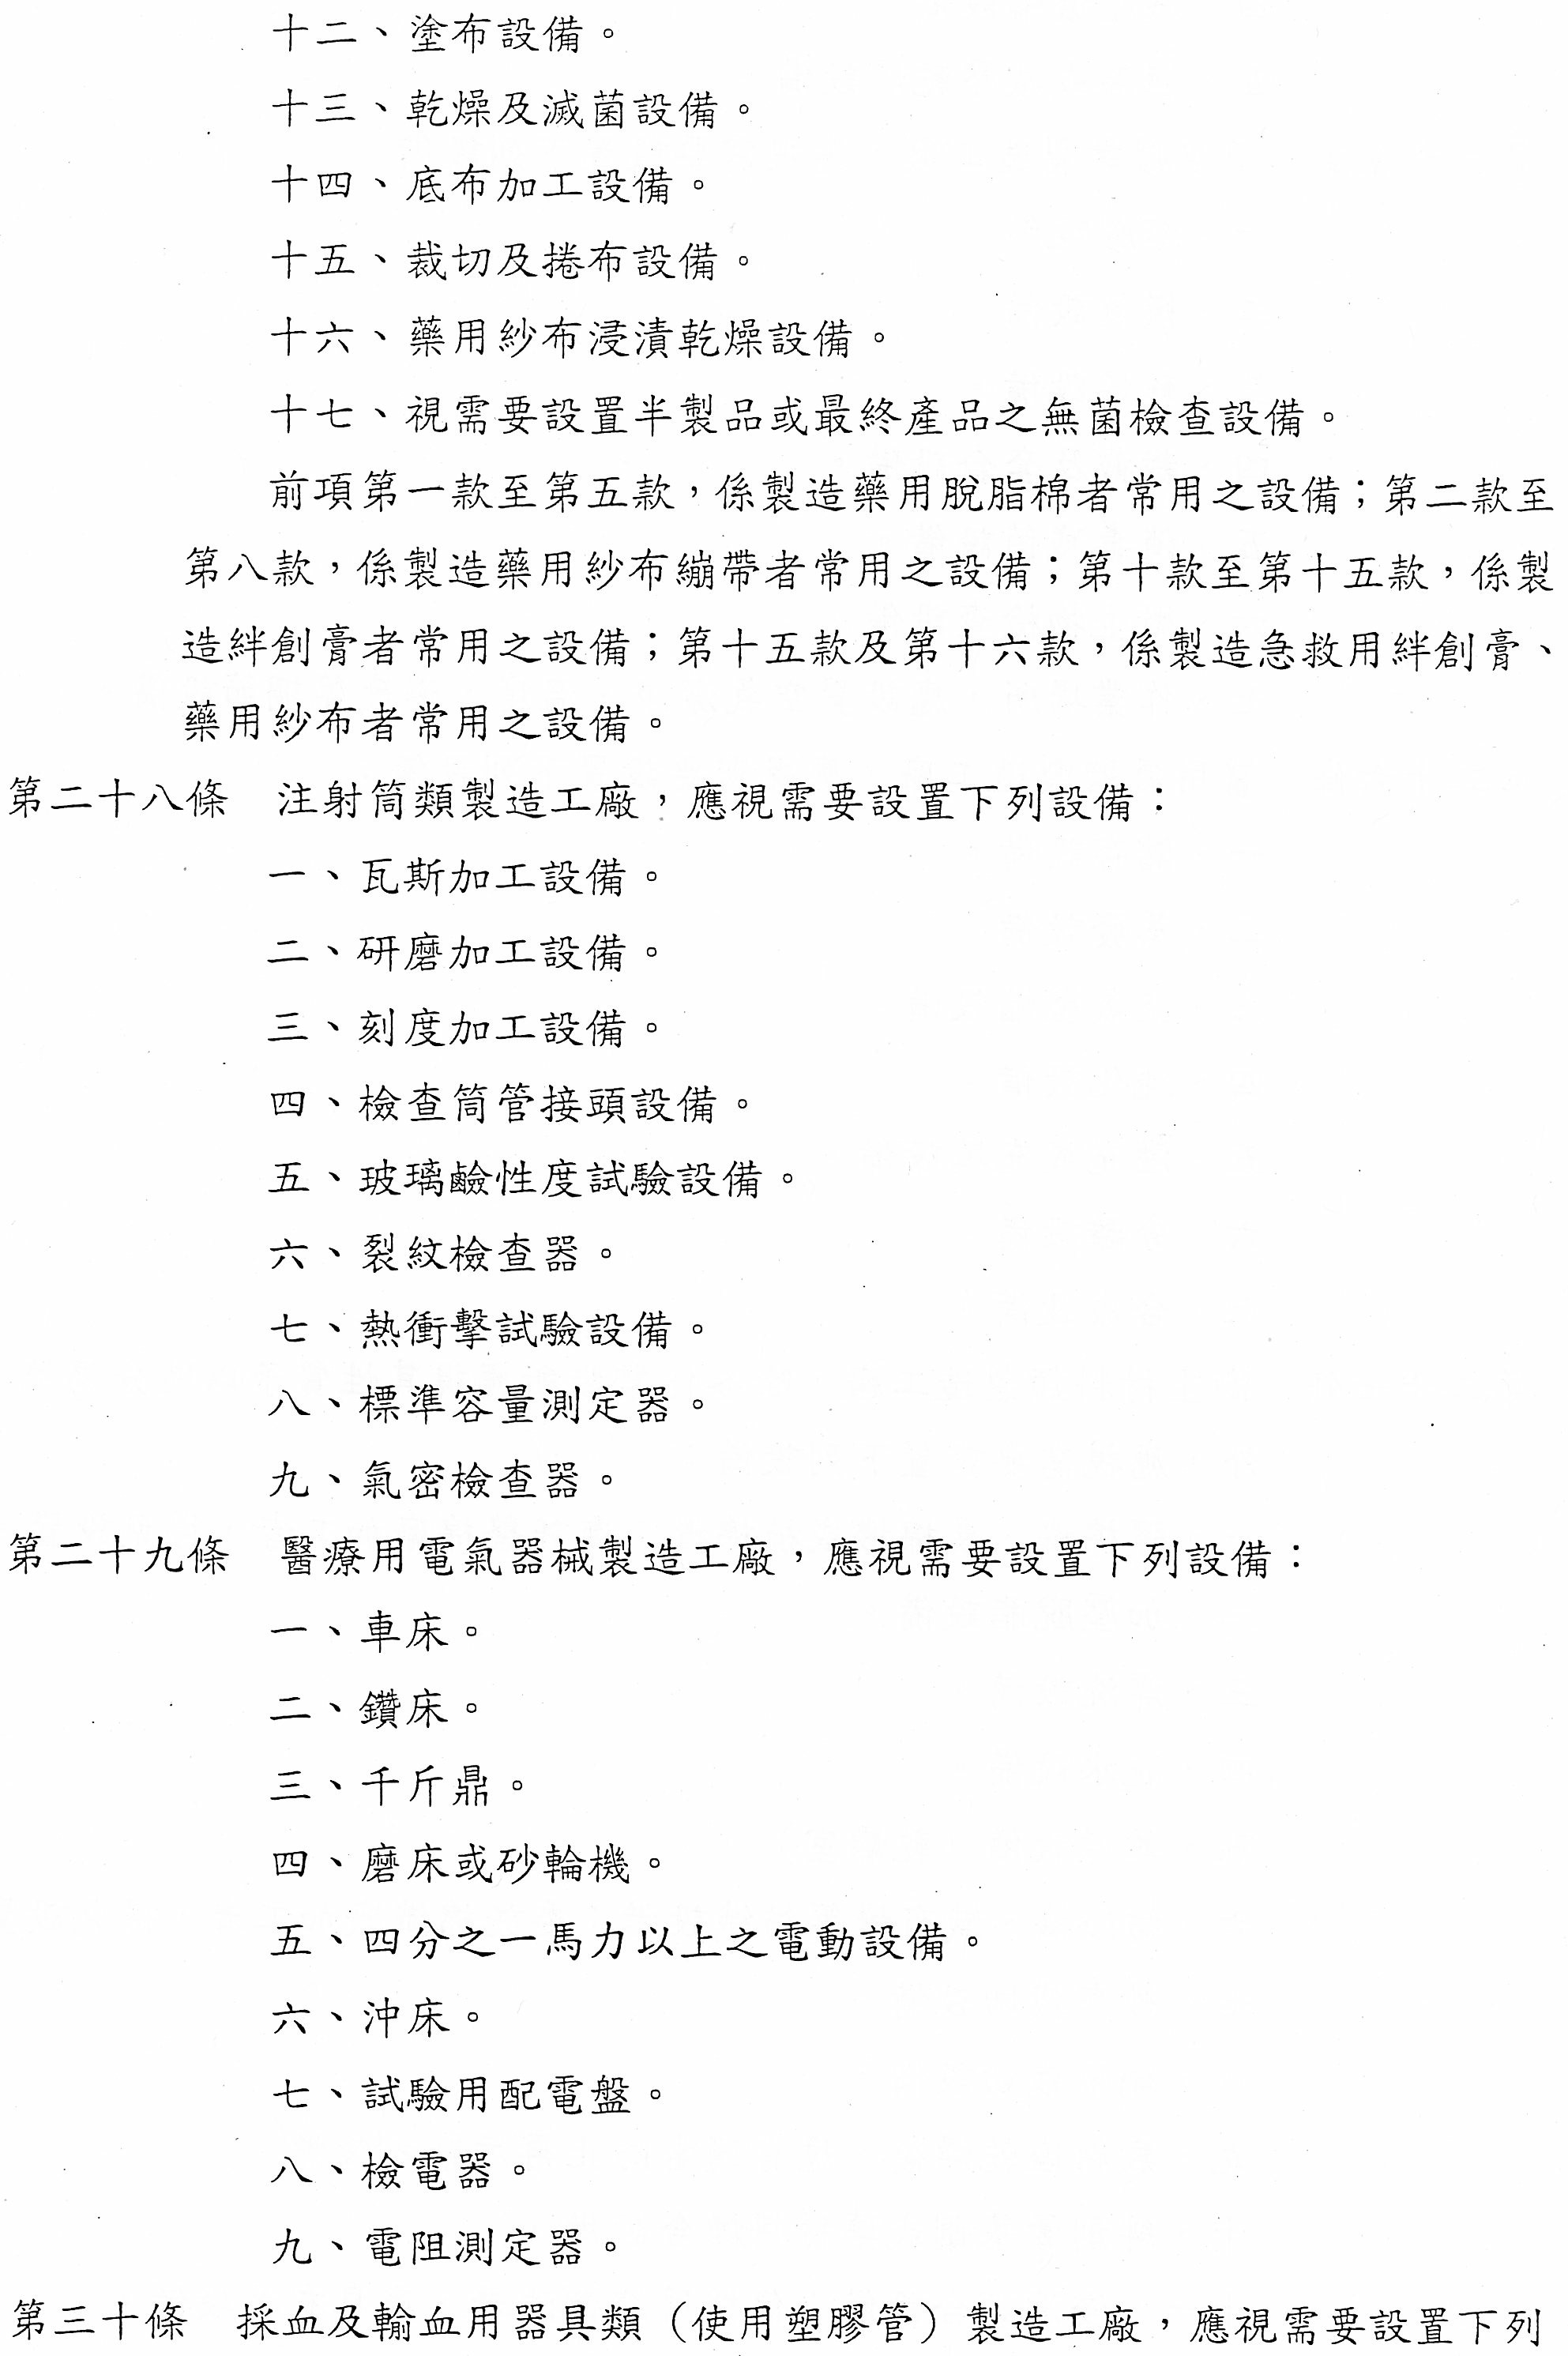 十二、塗布設備。
十三、乾燥及滅菌設備。
十四、底布加工設備。
十五、裁切及捲布設備。
十六、藥用紗布浸漬乾燥設備。
十七、視需要設置半製品或最終產品之無菌檢查設備。
前項第一款至第五款，係製造藥用脫脂棉者常用之設備；第二款至
第八款，係製造藥用紗布繃帶者常用之設備；第十款至第十五款，係製
造絆創膏者常用之設備；第十五款及第十六款，係製造急救用絆創膏、
藥用紗布者常用之設備。
第二十八條　注射筒類製造工廠，應視需要設置下列設備：
一、瓦斯加工設備。
二、研磨加工設備。
三、刻度加工設備。
四、檢查筒管接頭設備。
五、玻璃鹼性度試驗設備。
六、裂紋檢查器。
七、熱衝擊試驗設備。
八、標準容量測定器。
九、氣密檢查器。
第二十九條　醫療用電氣器械製造工廠，應視需要設置下列設備：
一、車床。
二、鑽床。
三、千斤鼎。
四、磨床或砂輪機。
五、四分之一馬力以上之電動設備。
六、沖床。
七、試驗用配電盤。
八、檢電器。
九、電阻測定器。
第三十條　採血及輸血用器具類（使用塑膠管）製造工廠，應視需要設置下列